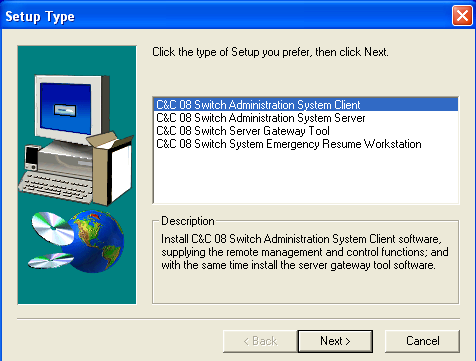 Setup Type
Click the type of Setup you prefer, then click Next.
C&C 08 Switch Administration System Client
C&C 08 Switch Administration System Server
C&C 08 Switch Server Gateway Tool
C&C 08 Switch System Emergency Resume Workstation
Description
Install C&C 08 Switch Administration System Client software,
supplying the remote management and control functions; and
with the same time install the server gateway tool software.
< Back
Next >
Cancel